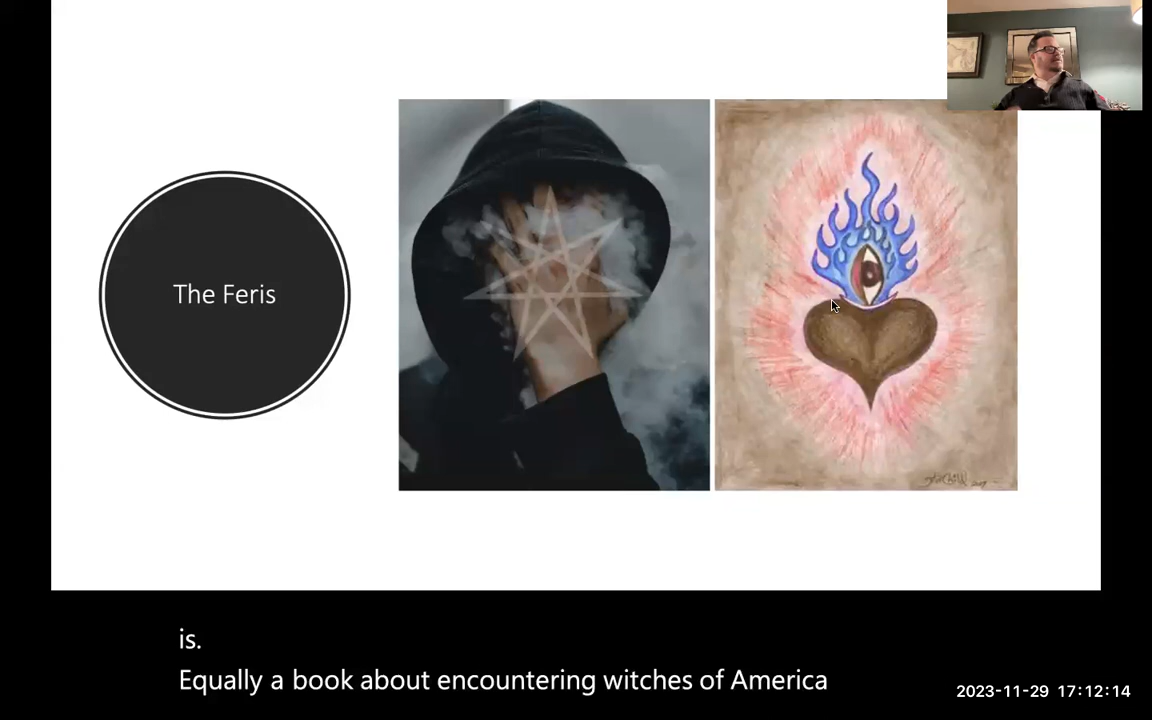 The Feris
is.
Equally a book about encountering witches of America
2023-11-29 17:12:14